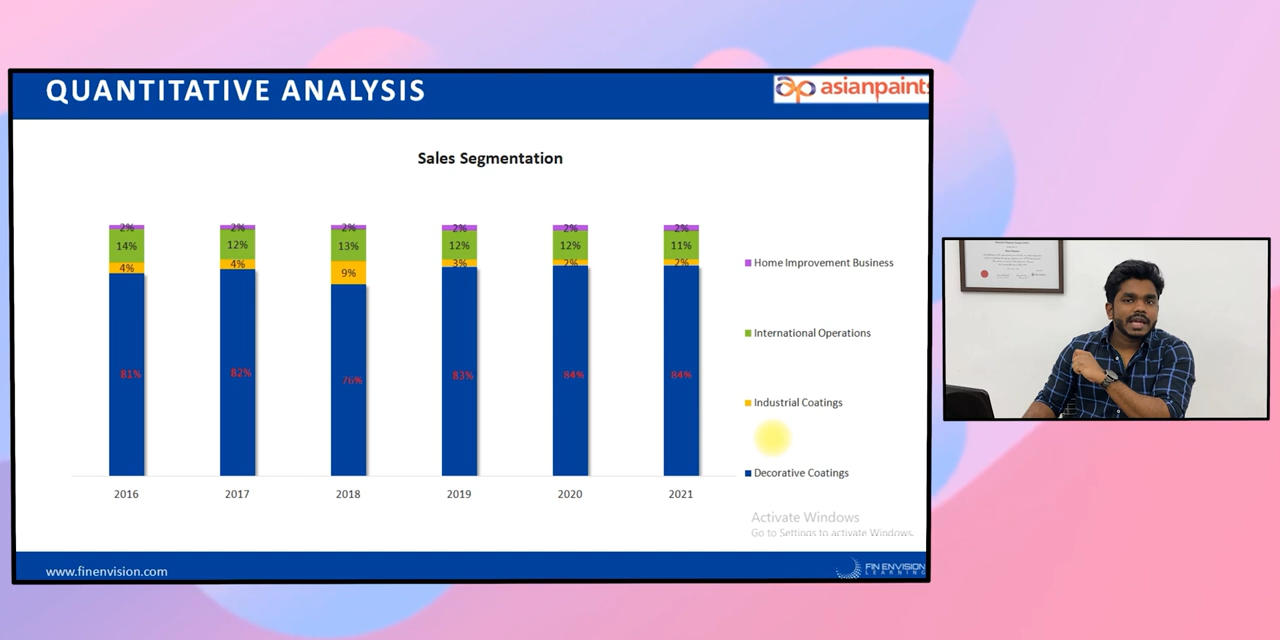 QUANTITATIVE ANALYSIS
asianpaints
Sales Segmentation
2% 2% 2% 2% 2% 2%
14% 12% 13% 12% 12% 11%
4% 4% 9% 3% 2% 2%
81% 82% 76% 83% 84% 84%
2016 2017 2018 2019 2020 2021
Home Improvement Business
International Operations
Industrial Coatings
Decorative Coatings
Activate Windows
Go to Settings to activate Windows.
www.finenvision.com
FIN ENVISION
LEARNING